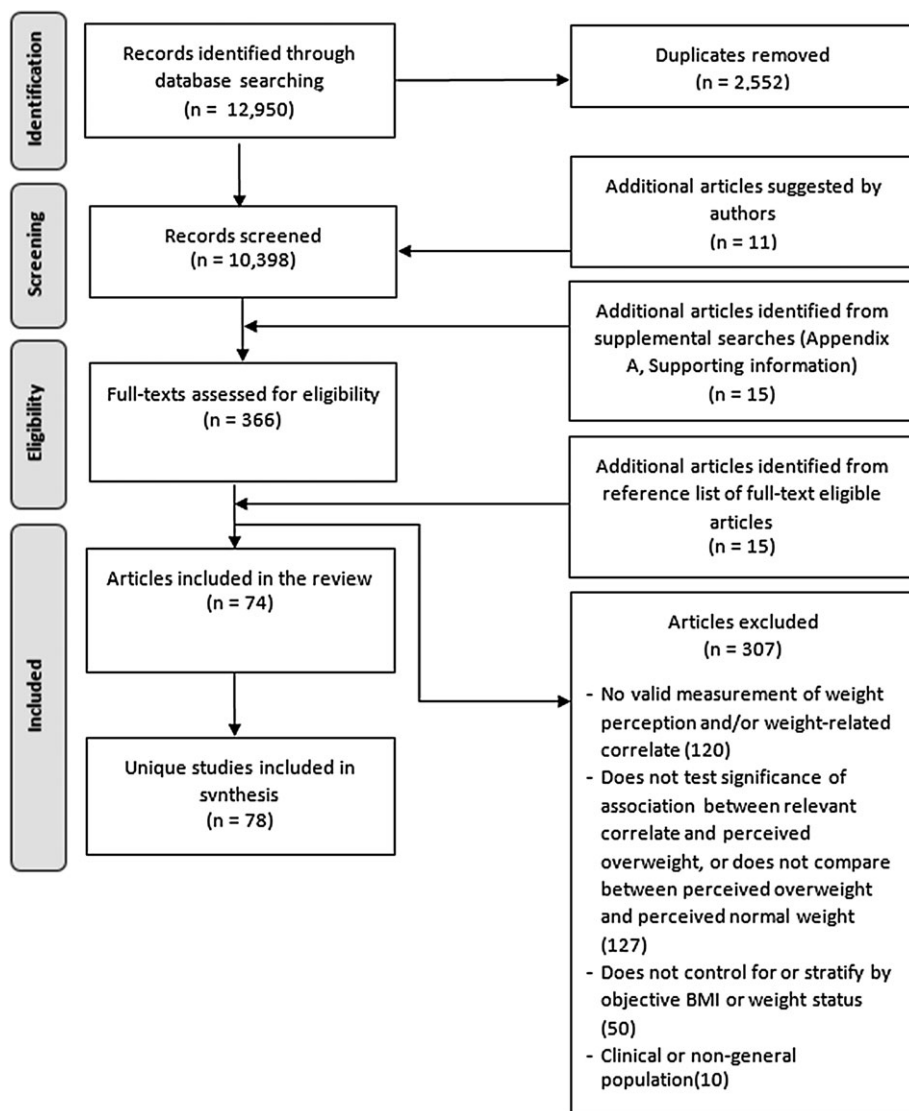 Identification
Records identified through
database searching
(n = 12,950)
Duplicates removed
(n = 2,552)
Screening
Records screened
(n = 10,398)
Additional articles suggested by
authors
(n = 11)
Additional articles identified from
supplemental searches (Appendix
A, Supporting information)
(n = 15)
Eligibility
Full-texts assessed for eligibility
(n = 366)
Additional articles identified from
reference list of full-text eligible
articles
(n = 15)
Included
Articles included in the review
(n = 74)
Unique studies included in
synthesis
(n = 78)
Articles excluded
(n = 307)
- No valid measurement of weight
perception and/or weight-related
correlate (120)
- Does not test significance of
association between relevant
correlate and perceived
overweight, or does not compare
between perceived overweight
and perceived normal weight
(127)
- Does not control for or stratify by
objective BMI or weight status
(50)
- Clinical or non-general
population(10)